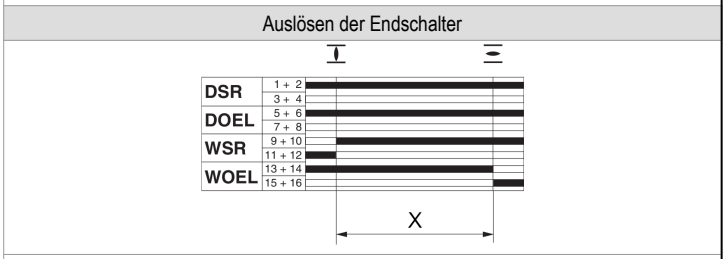 Auslösen der Endschalter
DSR 1 + 2
3 + 4
DOEL 5 + 6
7 + 8
WSR 9 + 10
11 + 12
WOEL 13 + 14
15 + 16
X